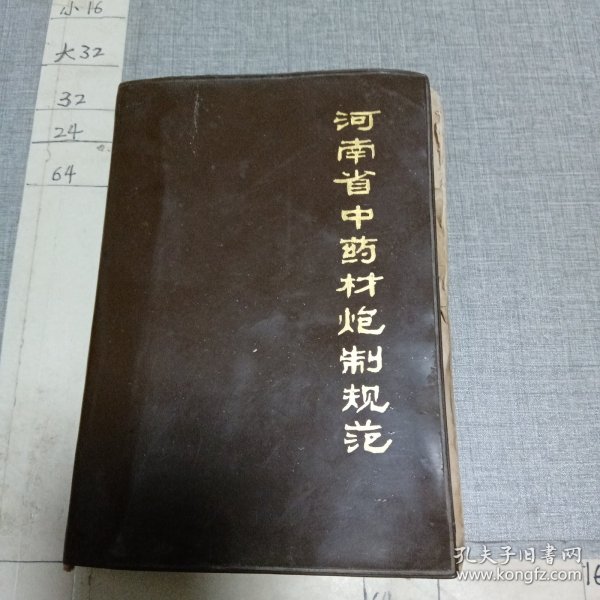 小16
大32
32
24
64
河南省中药材炮制规范
孔夫子旧书网
www.kongfz.com
16